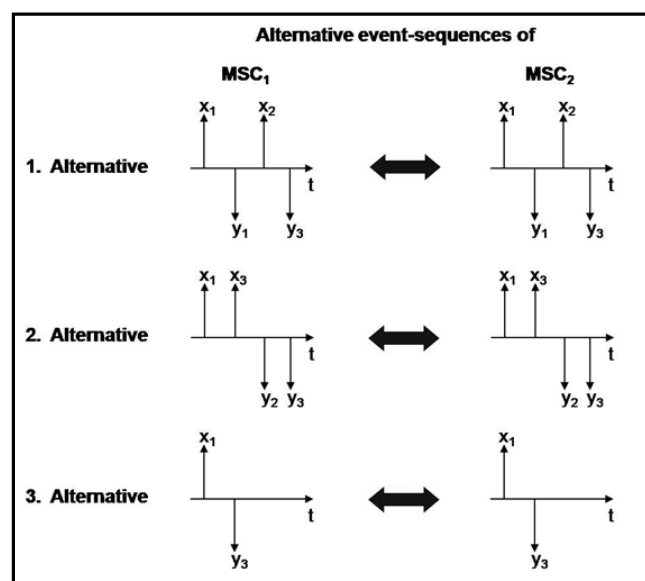 Alternative event-sequences of
MSC₁ MSC₂
x₁ x₂ x₁ x₂
1. Alternative t t
y₁ y₃ y₁ y₃
x₁ x₃ x₁ x₃
2. Alternative t t
y₂ y₃ y₂ y₃
x₁ x₁
3. Alternative t t
y₃ y₃